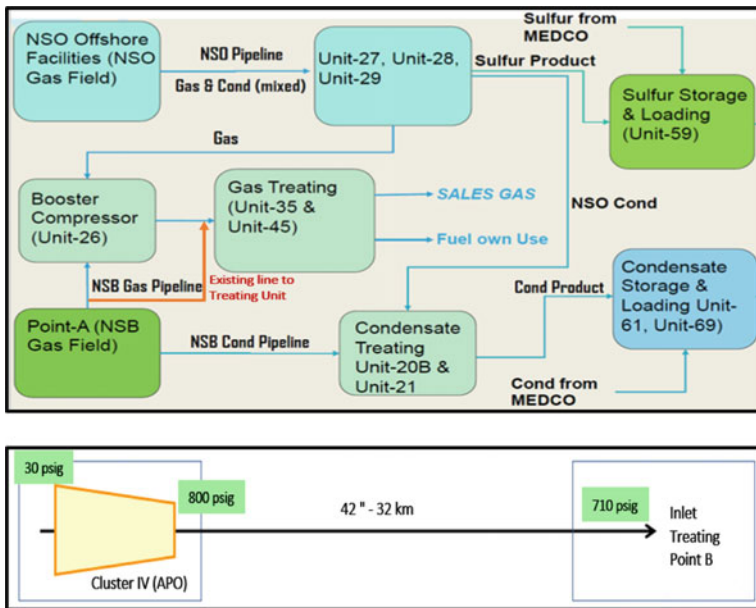 NSO Offshore
Facilities (NSO
Gas Field)
NSO Pipeline
Gas & Cond (mixed)
Unit-27, Unit-28,
Unit-29
Sulfur from
MEDCO
Sulfur Product
Sulfur Storage
& Loading
(Unit-59)
Gas
Booster
Compressor
(Unit-26)
Gas Treating
(Unit-35 &
Unit-45)
SALES GAS
Fuel own Use
NSO Cond
NSB Gas Pipeline
Existing line to
Treating Unit
Point-A (NSB
Gas Field)
NSB Cond Pipeline
Condensate
Treating
Unit-20B &
Unit-21
Cond Product
Condensate
Storage &
Loading Unit-
61, Unit-69)
Cond from
MEDCO
30 psig
800 psig
42 " - 32 km
710 psig
Inlet
Treating
Point B
Cluster IV (APO)